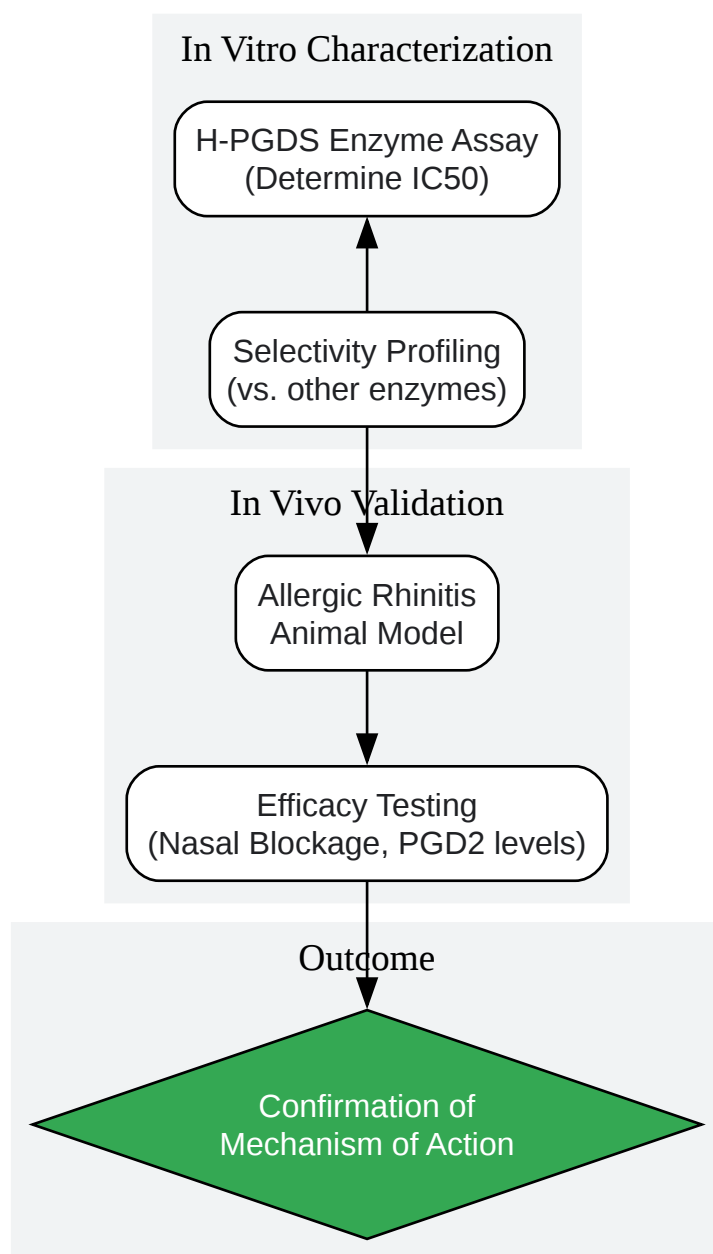 In Vitro Characterization
H-PGDS Enzyme Assay
(Determine IC50)
Selectivity Profiling
(vs. other enzymes)
In Vivo Validation
Allergic Rhinitis
Animal Model
Efficacy Testing
(Nasal Blockage, PGD2 levels)
Outcome
Confirmation of
Mechanism of Action